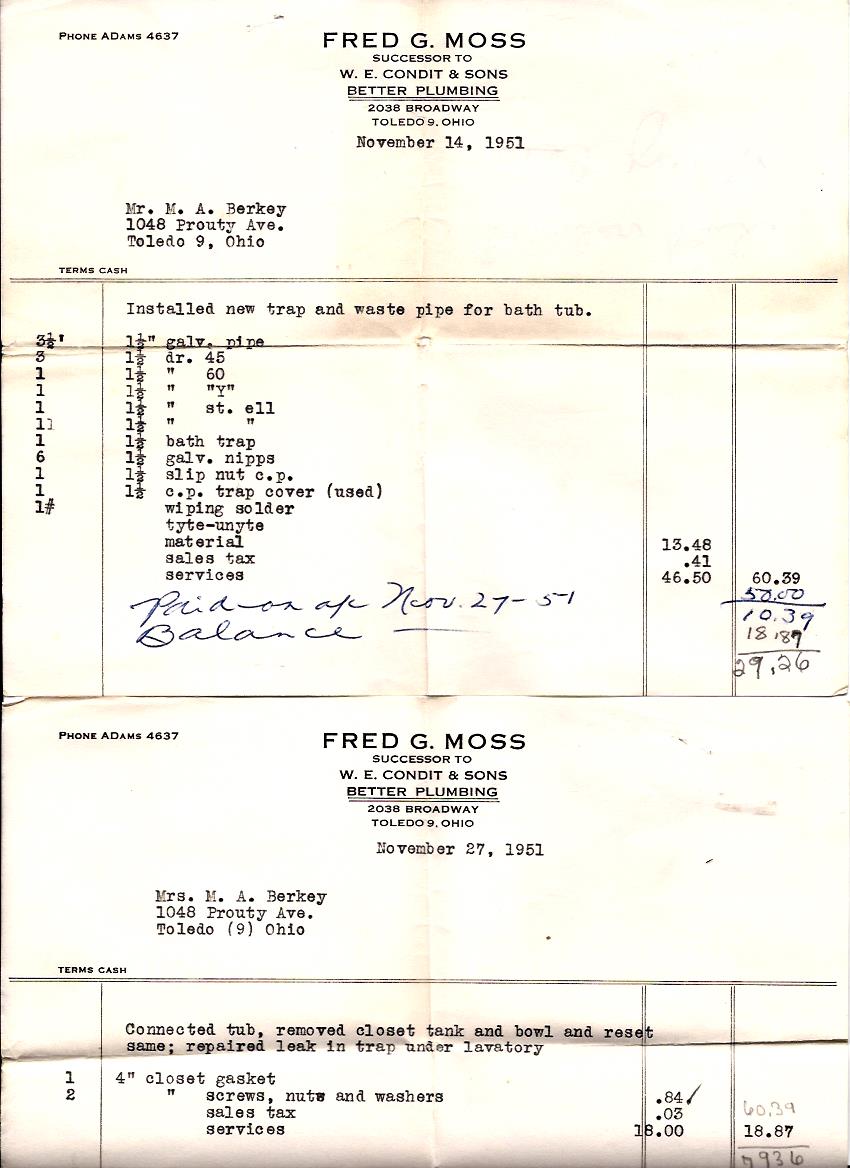 PHONE ADAMS 4637
FRED G. MOSS
SUCCESSOR TO
W. E. CONDIT & SONS
BETTER PLUMBING
2038 BROADWAY
TOLEDO 9, OHIO
November 14, 1951
Mr. M. A. Berkey
1048 Prouty Ave.
Toledo 9, Ohio
TERMS CASH
Installed new trap and waste pipe for bath tub.
3½' 1½" galv. pipe
3 1½ dr. 45
1 1½ " 60
1 1½ " "Y"
1 1½ " st. ell
11 1½ " "
1 1½ bath trap
6 1½ galv. nipps
1 1½ slip nut c.p.
1 1½ c.p. trap cover (used)
1# wiping solder
tyte-unyte
material 13.48
sales tax .41
services 46.50 60.39
Paid on a/c Nov. 27-51 50.00
Balance — 10.39
18.87
29.26
PHONE ADAMS 4637
FRED G. MOSS
SUCCESSOR TO
W. E. CONDIT & SONS
BETTER PLUMBING
2038 BROADWAY
TOLEDO 9, OHIO
November 27, 1951
Mrs. M. A. Berkey
1048 Prouty Ave.
Toledo (9) Ohio
TERMS CASH
Connected tub, removed closet tank and bowl and reset
same; repaired leak in trap under lavatory
1 4" closet gasket
2 " screws, nuts and washers .84
sales tax .03 60.39
services 18.00 18.87
7936